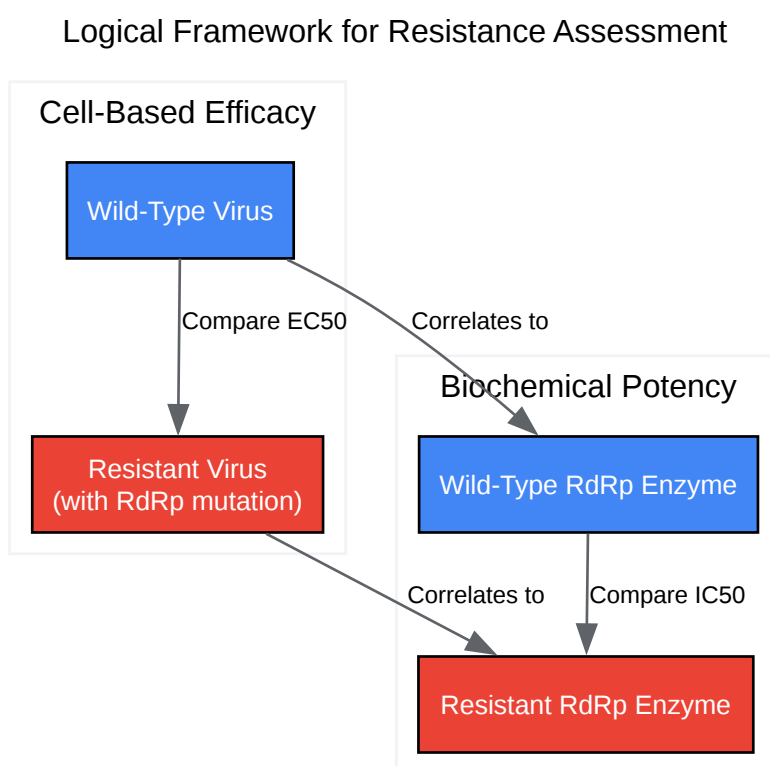 Logical Framework for Resistance Assessment
Cell-Based Efficacy
Wild-Type Virus
Compare EC50
Correlates to
Biochemical Potency
Resistant Virus
(with RdRp mutation)
Wild-Type RdRp Enzyme
Correlates to
Compare IC50
Resistant RdRp Enzyme